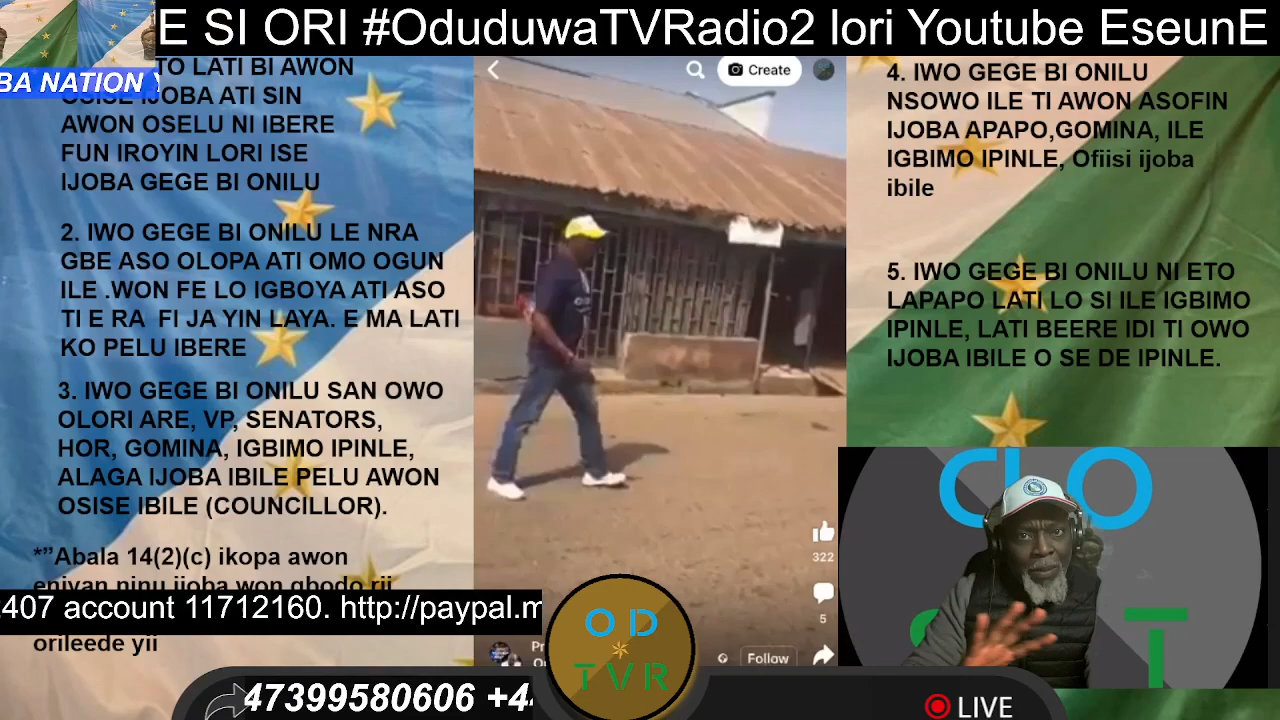 E SI ORI #OduduwaTVRadio2 lori Youtube EseunE
BA NATION Y
TO LATI BI AWON
OSISE IJOBA ATI SIN
AWON OSELU NI IBERE
FUN IROYIN LORI ISE
IJOBA GEGE BI ONILU
2. IWO GEGE BI ONILU LE NRA
GBE ASO OLOPA ATI OMO OGUN
ILE .WON FE LO IGBOYA ATI ASO
TI E RA FI JA YIN LAYA. E MA LATI
KO PELU IBERE
3. IWO GEGE BI ONILU SAN OWO
OLORI ARE, VP, SENATORS,
HOR, GOMINA, IGBIMO IPINLE,
ALAGA IJOBA IBILE PELU AWON
OSISE IBILE (COUNCILLOR).
*”Abala 14(2)(c) ikopa awon
eniyan ninu ijoba won gbodo rii
orileede yii
Create
322
5
Follow
4. IWO GEGE BI ONILU
NSOWO ILE TI AWON ASOFIN
IJOBA APAPO,GOMINA, ILE
IGBIMO IPINLE, Ofiisi ijoba
ibile
5. IWO GEGE BI ONILU NI ETO
LAPAPO LATI LO SI ILE IGBIMO
IPINLE, LATI BEERE IDI TI OWO
IJOBA IBILE O SE DE IPINLE.
407 account 11712160. http://paypal.m
O D
TVR
47399580606 +4
LIVE